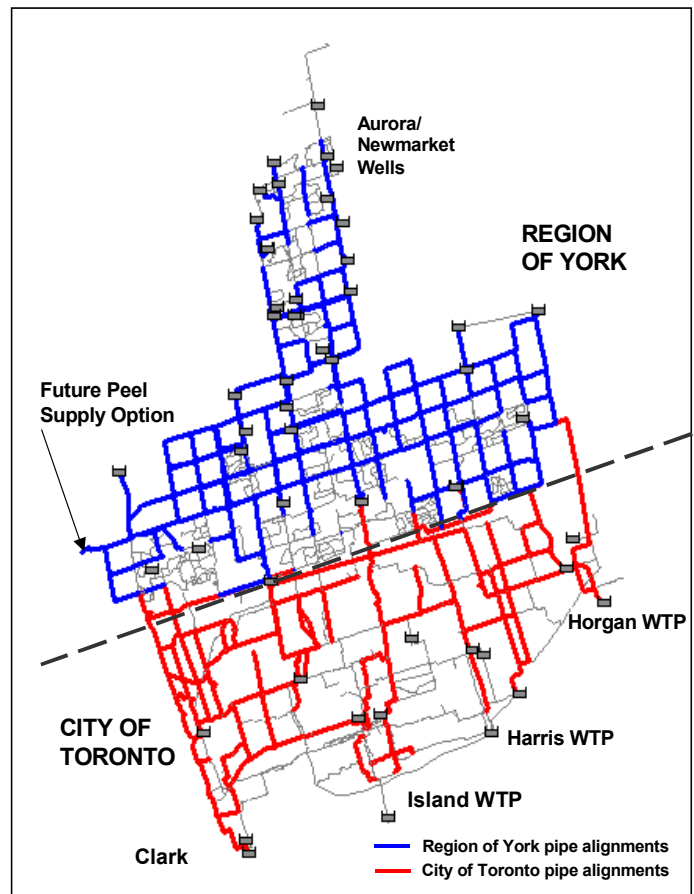 Aurora/
Newmarket
Wells
REGION
OF YORK
Future Peel
Supply Option
Horgan WTP
CITY OF
TORONTO
Harris WTP
Island WTP
Clark
Region of York pipe alignments
City of Toronto pipe alignments